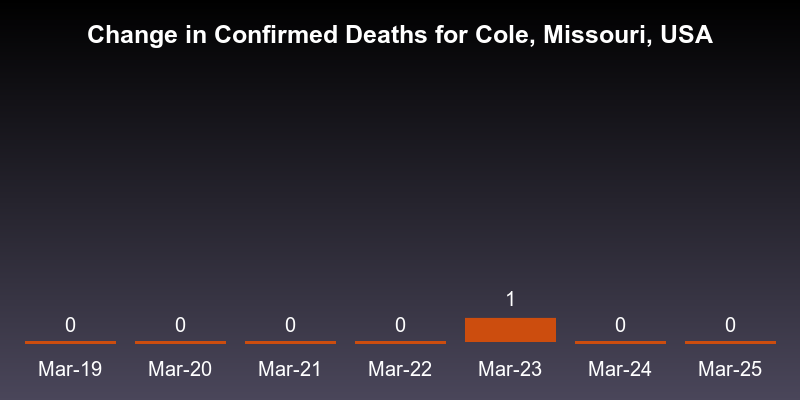 Change in Confirmed Deaths for Cole, Missouri, USA
0 0 0 0 1 0 0
Mar-19 Mar-20 Mar-21 Mar-22 Mar-23 Mar-24 Mar-25